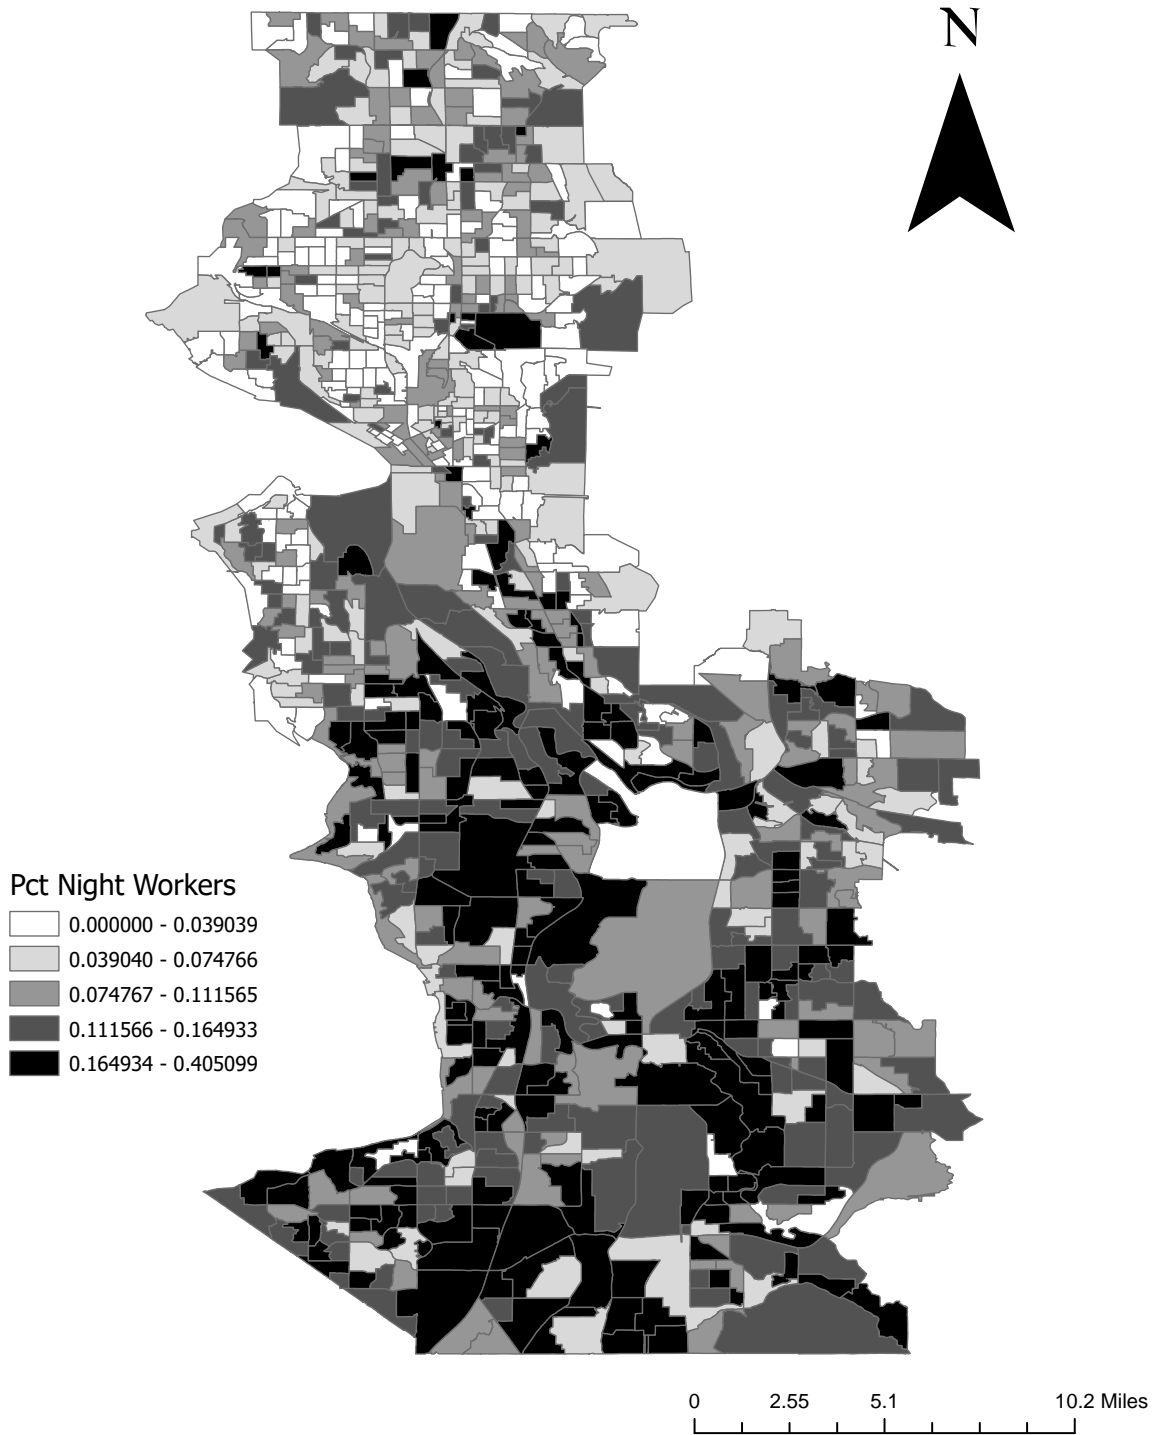 N
Pct Night Workers
0.000000 - 0.039039
0.039040 - 0.074766
0.074767 - 0.111565
0.111566 - 0.164933
0.164934 - 0.405099
0 2.55 5.1 10.2 Miles